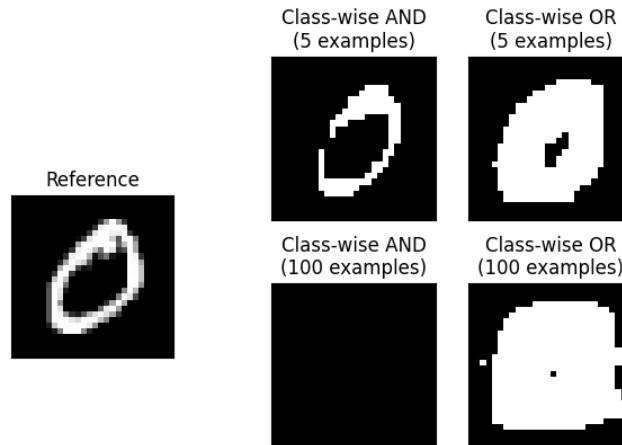 Class-wise AND
(5 examples)
Class-wise OR
(5 examples)
Reference
Class-wise AND
(100 examples)
Class-wise OR
(100 examples)